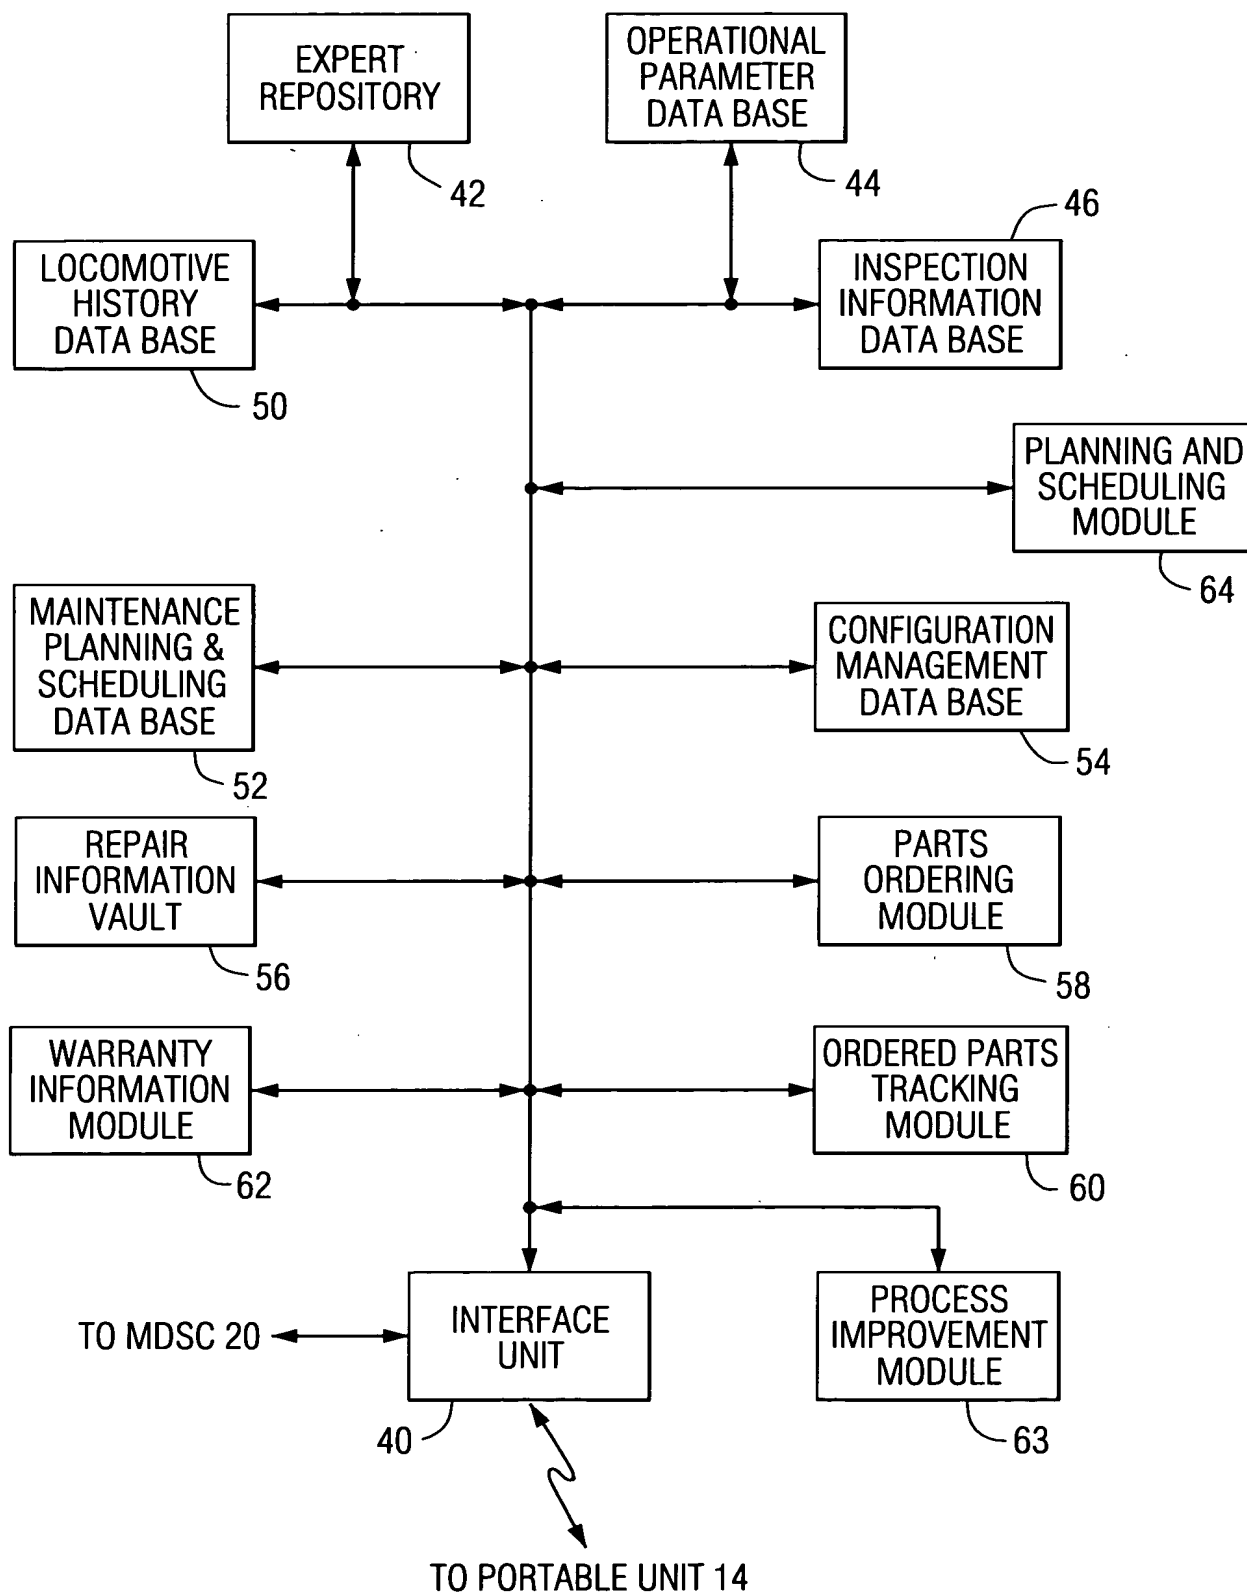 EXPERT
REPOSITORY
42
OPERATIONAL
PARAMETER
DATA BASE
44
46
LOCOMOTIVE
HISTORY
DATA BASE
50
INSPECTION
INFORMATION
DATA BASE
PLANNING AND
SCHEDULING
MODULE
64
MAINTENANCE
PLANNING &
SCHEDULING
DATA BASE
52
CONFIGURATION
MANAGEMENT
DATA BASE
54
REPAIR
INFORMATION
VAULT
56
PARTS
ORDERING
MODULE
58
WARRANTY
INFORMATION
MODULE
62
ORDERED PARTS
TRACKING
MODULE
60
TO MDSC 20
INTERFACE
UNIT
40
PROCESS
IMPROVEMENT
MODULE
63
TO PORTABLE UNIT 14